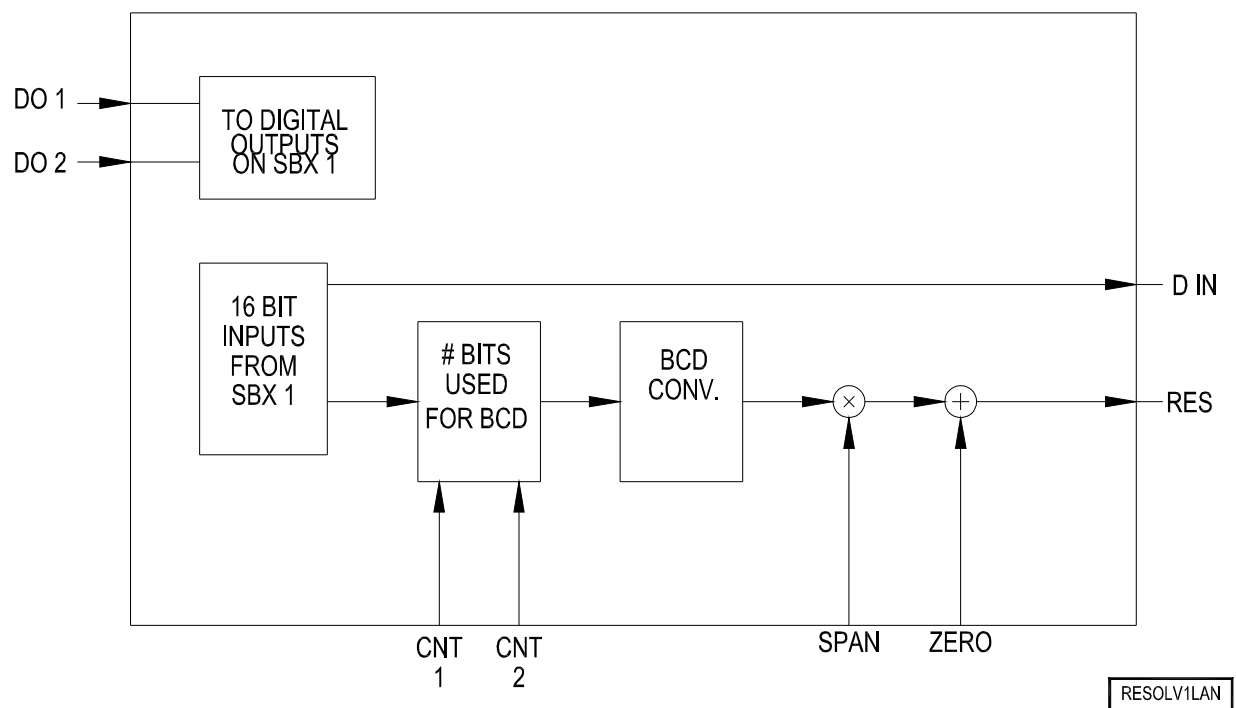 DO 1
DO 2
TO DIGITAL
OUTPUTS
ON SBX 1
16 BIT
INPUTS
FROM
SBX 1
# BITS
USED
FOR BCD
BCD
CONV.
×
+
D IN
RES
CNT
1
CNT
2
SPAN
ZERO
RESOLV1LAN